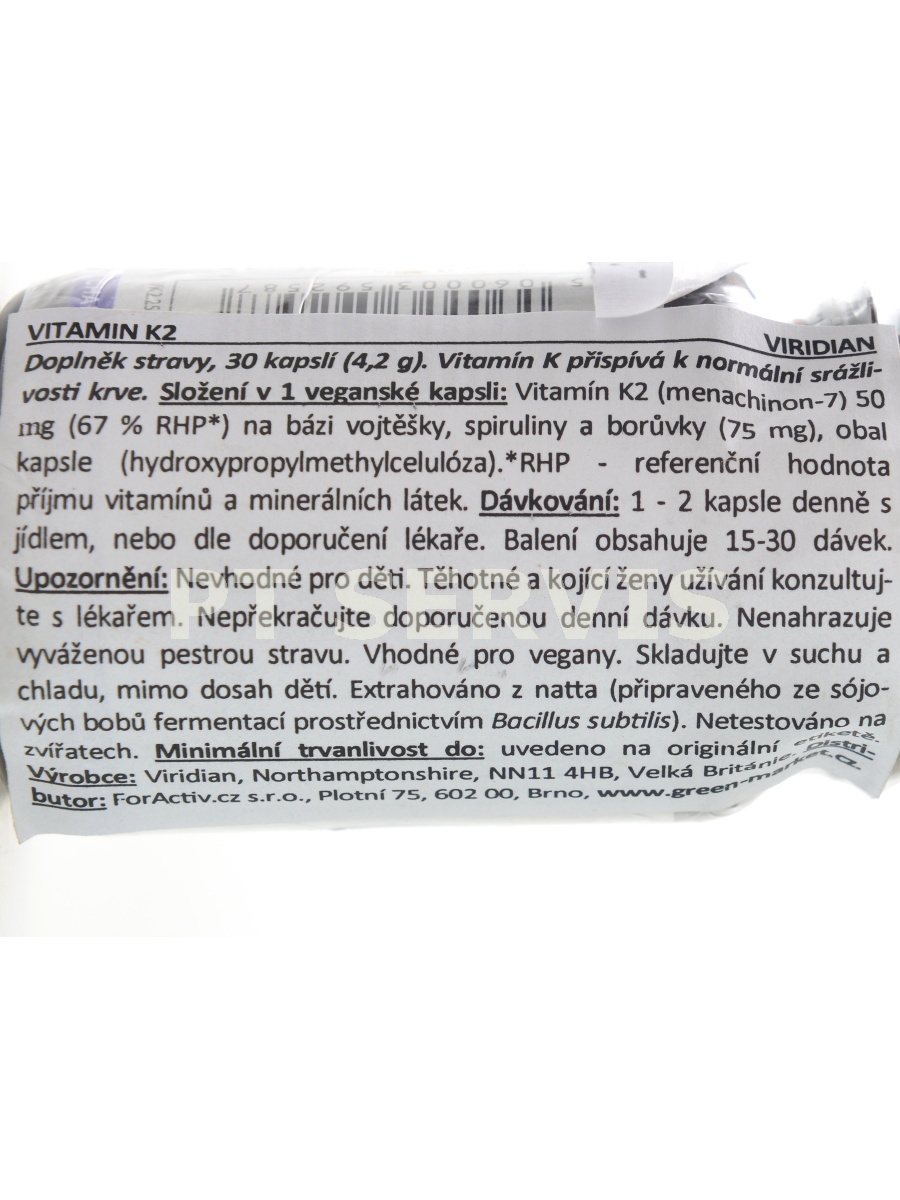 VITAMIN K2
VIRIDIAN
Doplněk stravy, 30 kapslí (4,2 g). Vitamín K přispívá k normální srážli-
vosti krve. Složení v 1 veganské kapsli: Vitamín K2 (menachinon-7) 50
mg (67 % RHP*) na bázi vojtěšky, spiruliny a borůvky (75 mg), obal
kapsle (hydroxypropylmethylcelulóza).*RHP - referenční hodnota
příjmu vitamínů a minerálních látek. Dávkování: 1 - 2 kapsle denně s
jídlem, nebo dle doporučení lékaře. Balení obsahuje 15-30 dávek.
Upozornění: Nevhodné pro děti. Těhotné a kojící ženy užívání konzultuj-
te s lékařem. Nepřekračujte doporučenou denní dávku. Nenahrazuje
vyváženou pestrou stravu. Vhodné pro vegany. Skladujte v suchu a
chladu, mimo dosah dětí. Extrahováno z natta (připraveného ze sójo-
vých bobů fermentací prostřednictvím Bacillus subtilis). Netestováno na
zvířatech. Minimální trvanlivost do: uvedeno na originální etiketě.
Výrobce: Viridian, Northamptonshire, NN11 4HB, Velká Británie. Distri-
butor: ForActiv.cz s.r.o., Plotní 75, 602 00, Brno, www.green-market.cz.
PT SERVIS